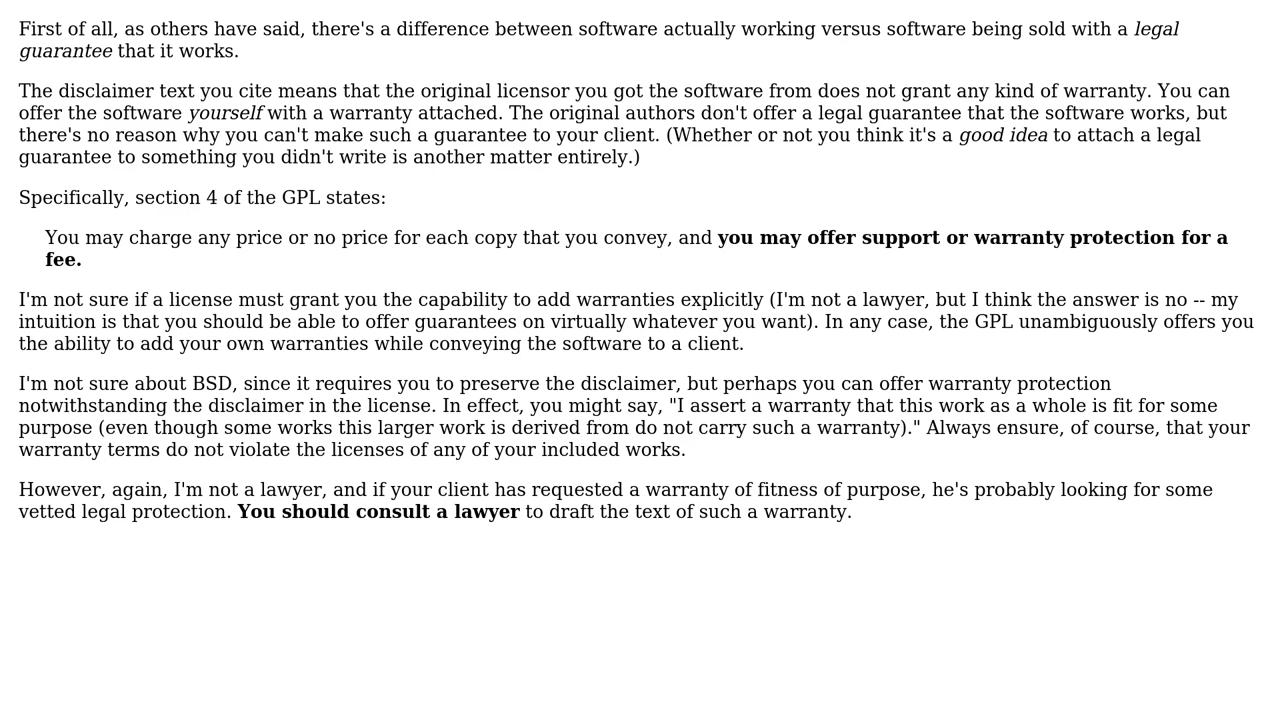 First of all, as others have said, there's a difference between software actually working versus software being sold with a legal
guarantee that it works.
The disclaimer text you cite means that the original licensor you got the software from does not grant any kind of warranty. You can
offer the software yourself with a warranty attached. The original authors don't offer a legal guarantee that the software works, but
there's no reason why you can't make such a guarantee to your client. (Whether or not you think it's a good idea to attach a legal
guarantee to something you didn't write is another matter entirely.)
Specifically, section 4 of the GPL states:
You may charge any price or no price for each copy that you convey, and you may offer support or warranty protection for a
fee.
I'm not sure if a license must grant you the capability to add warranties explicitly (I'm not a lawyer, but I think the answer is no -- my
intuition is that you should be able to offer guarantees on virtually whatever you want). In any case, the GPL unambiguously offers you
the ability to add your own warranties while conveying the software to a client.
I'm not sure about BSD, since it requires you to preserve the disclaimer, but perhaps you can offer warranty protection
notwithstanding the disclaimer in the license. In effect, you might say, "I assert a warranty that this work as a whole is fit for some
purpose (even though some works this larger work is derived from do not carry such a warranty)." Always ensure, of course, that your
warranty terms do not violate the licenses of any of your included works.
However, again, I'm not a lawyer, and if your client has requested a warranty of fitness of purpose, he's probably looking for some
vetted legal protection. You should consult a lawyer to draft the text of such a warranty.